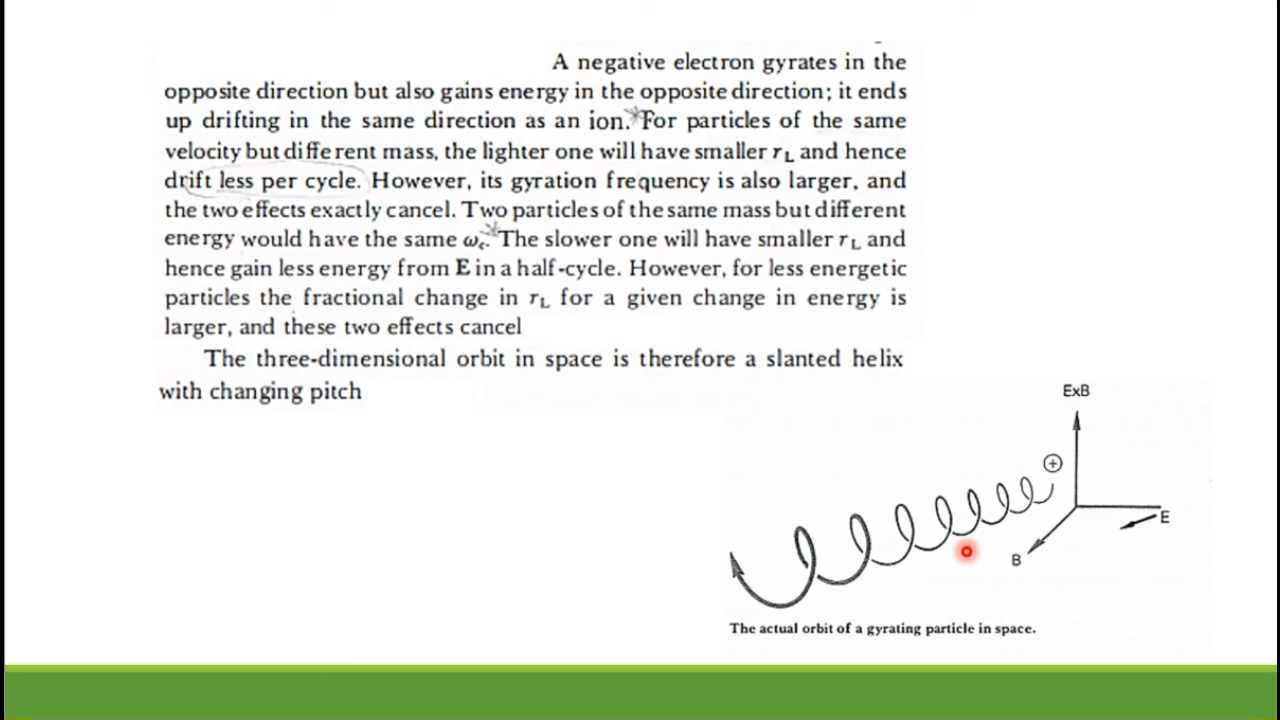 A negative electron gyrates in the
opposite direction but also gains energy in the opposite direction; it ends
up drifting in the same direction as an ion.* For particles of the same
velocity but different mass, the lighter one will have smaller r_L and hence
drift less per cycle. However, its gyration frequency is also larger, and
the two effects exactly cancel. Two particles of the same mass but different
energy would have the same ω_c.* The slower one will have smaller r_L and
hence gain less energy from E in a half-cycle. However, for less energetic
particles the fractional change in r_L for a given change in energy is
larger, and these two effects cancel
The three-dimensional orbit in space is therefore a slanted helix
with changing pitch
ExB
+
E
B
The actual orbit of a gyrating particle in space.